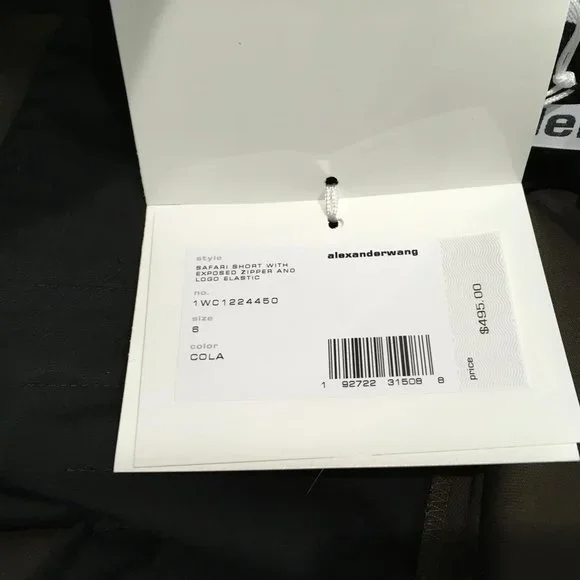 style
SAFARI SHORT WITH
EXPOSED ZIPPER AND
LOGO ELASTIC
no.
1WC1224450
size
6
color
COLA
alexanderwang
1 92722 31508 8
price
$495.00